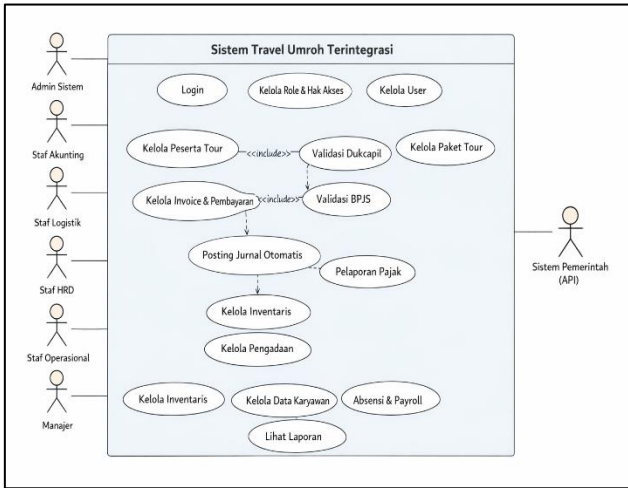 Sistem Travel Umroh Terintegrasi
Admin Sistem
Login
Kelola Role & Hak Akses
Kelola User
Staf Akunting
Kelola Peserta Tour
<<include>>
Validasi Dukcapil
Kelola Paket Tour
Staf Logistik
Kelola Invoice & Pembayaran
<<include>>
Validasi BPJS
Staf HRD
Posting Jurnal Otomatis
Pelaporan Pajak
Sistem Pemerintah
(API)
Kelola Inventaris
Staf Operasional
Kelola Pengadaan
Manajer
Kelola Inventaris
Kelola Data Karyawan
Absensi & Payroll
Lihat Laporan